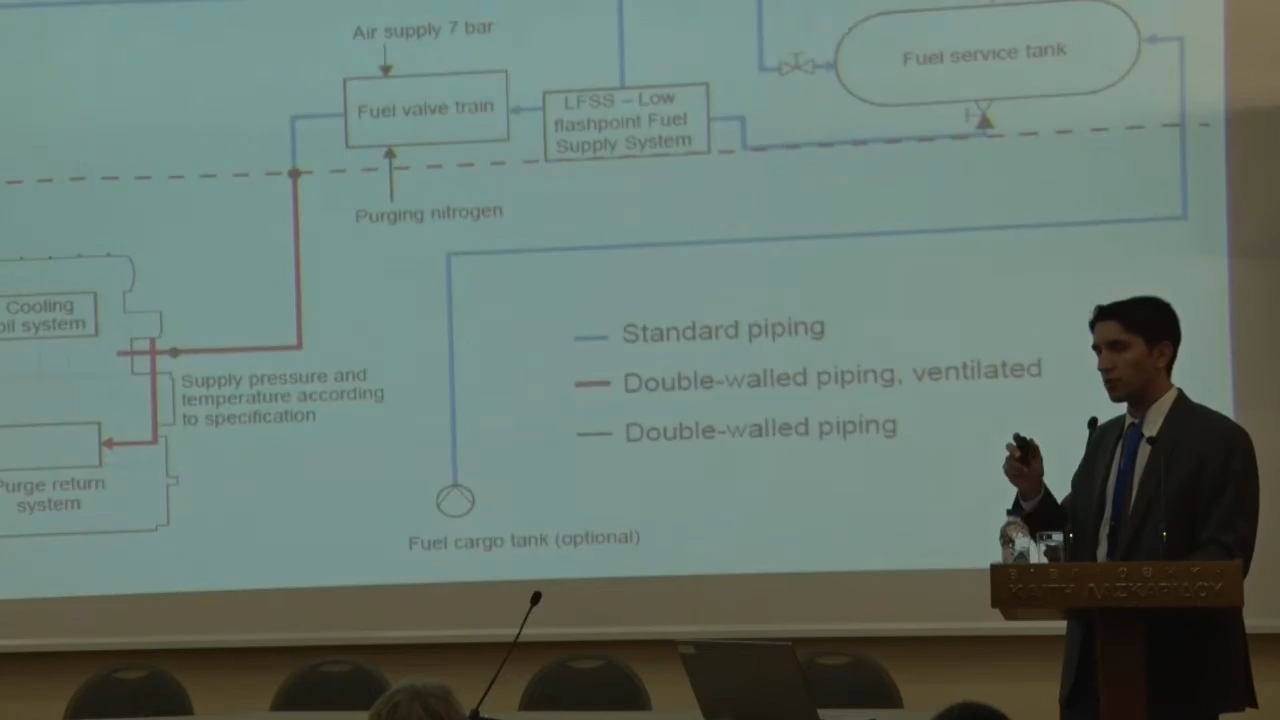 Air supply 7 bar
Fuel valve train
LFSS – Low
flashpoint Fuel
Supply System
Fuel service tank
Purging nitrogen
Cooling
oil system
Supply pressure and
temperature according
to specification
Purge return
system
Standard piping
Double-walled piping, ventilated
Double-walled piping
Fuel cargo tank (optional)
ΛΑΣΚΑΡΙΔΟΥ